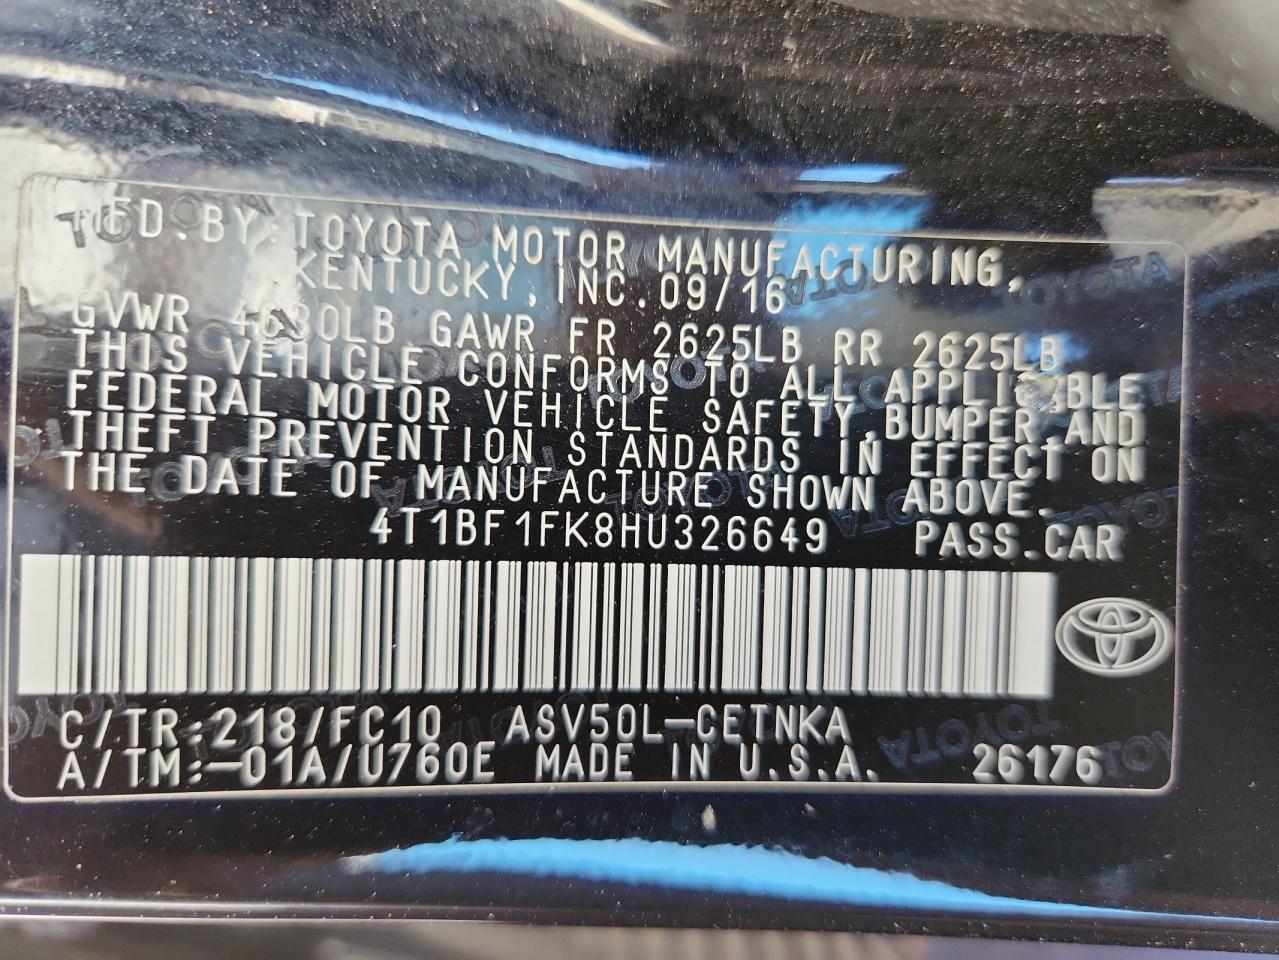 FD.BY:TOYOTA MOTOR MANUFACTURING,
KENTUCKY,INC.09/16
GVWR 4630LB GAWR FR 2625LB RR 2625LB
THIS VEHICLE CONFORMS TO ALL APPLICABLE
FEDERAL MOTOR VEHICLE SAFETY,BUMPER,AND
THEFT PREVENTION STANDARDS IN EFFECT ON
THE DATE OF MANUFACTURE SHOWN ABOVE.
4T1BF1FK8HU326649 PASS.CAR
C/TR:218/FC10 ASV50L-CETNKA
A/TM:-01A/U760E MADE IN U.S.A. 26176